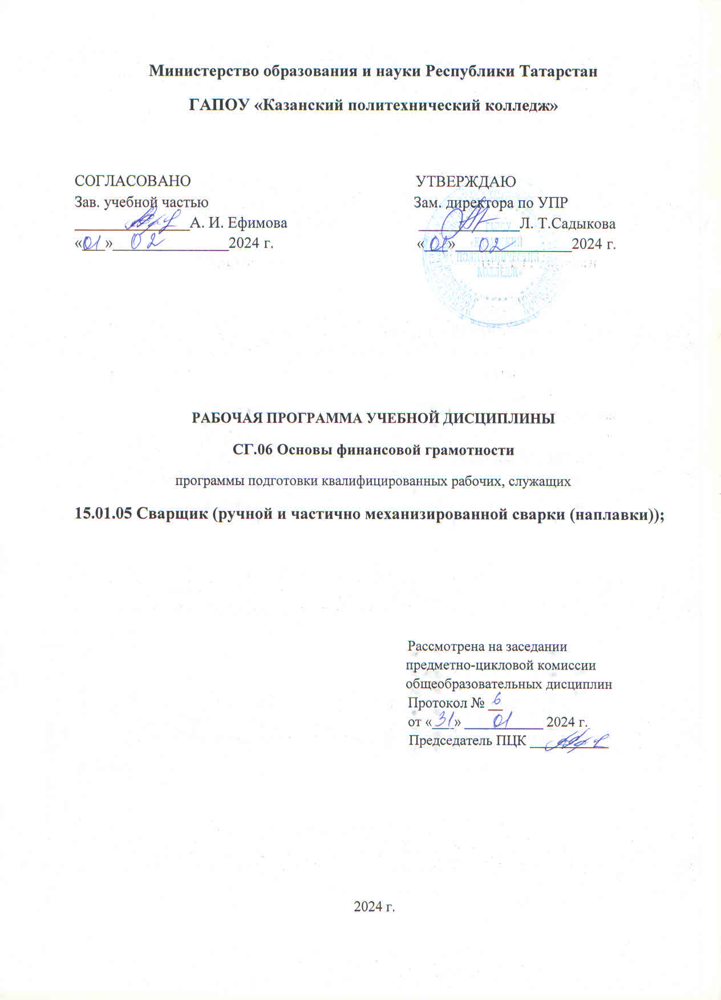 Министерство образования и науки Республики Татарстан
ГАПОУ «Казанский политехнический колледж»
СОГЛАСОВАНО
Зав. учебной частью
А. И. Ефимова
«01» 02 2024 г.
УТВЕРЖДАЮ
Зам. директора по УПР
Л. Т.Садыкова
«01» 02 2024 г.
ПОЛИТЕХНИЧЕСКИЙ
КОЛЛЕДЖ»
РАБОЧАЯ ПРОГРАММА УЧЕБНОЙ ДИСЦИПЛИНЫ
СГ.06 Основы финансовой грамотности
программы подготовки квалифицированных рабочих, служащих
15.01.05 Сварщик (ручной и частично механизированной сварки (наплавки));
Рассмотрена на заседании
предметно-цикловой комиссии
общеобразовательных дисциплин
Протокол № 6
от «31» 01 2024 г.
Председатель ПЦК
2024 г.